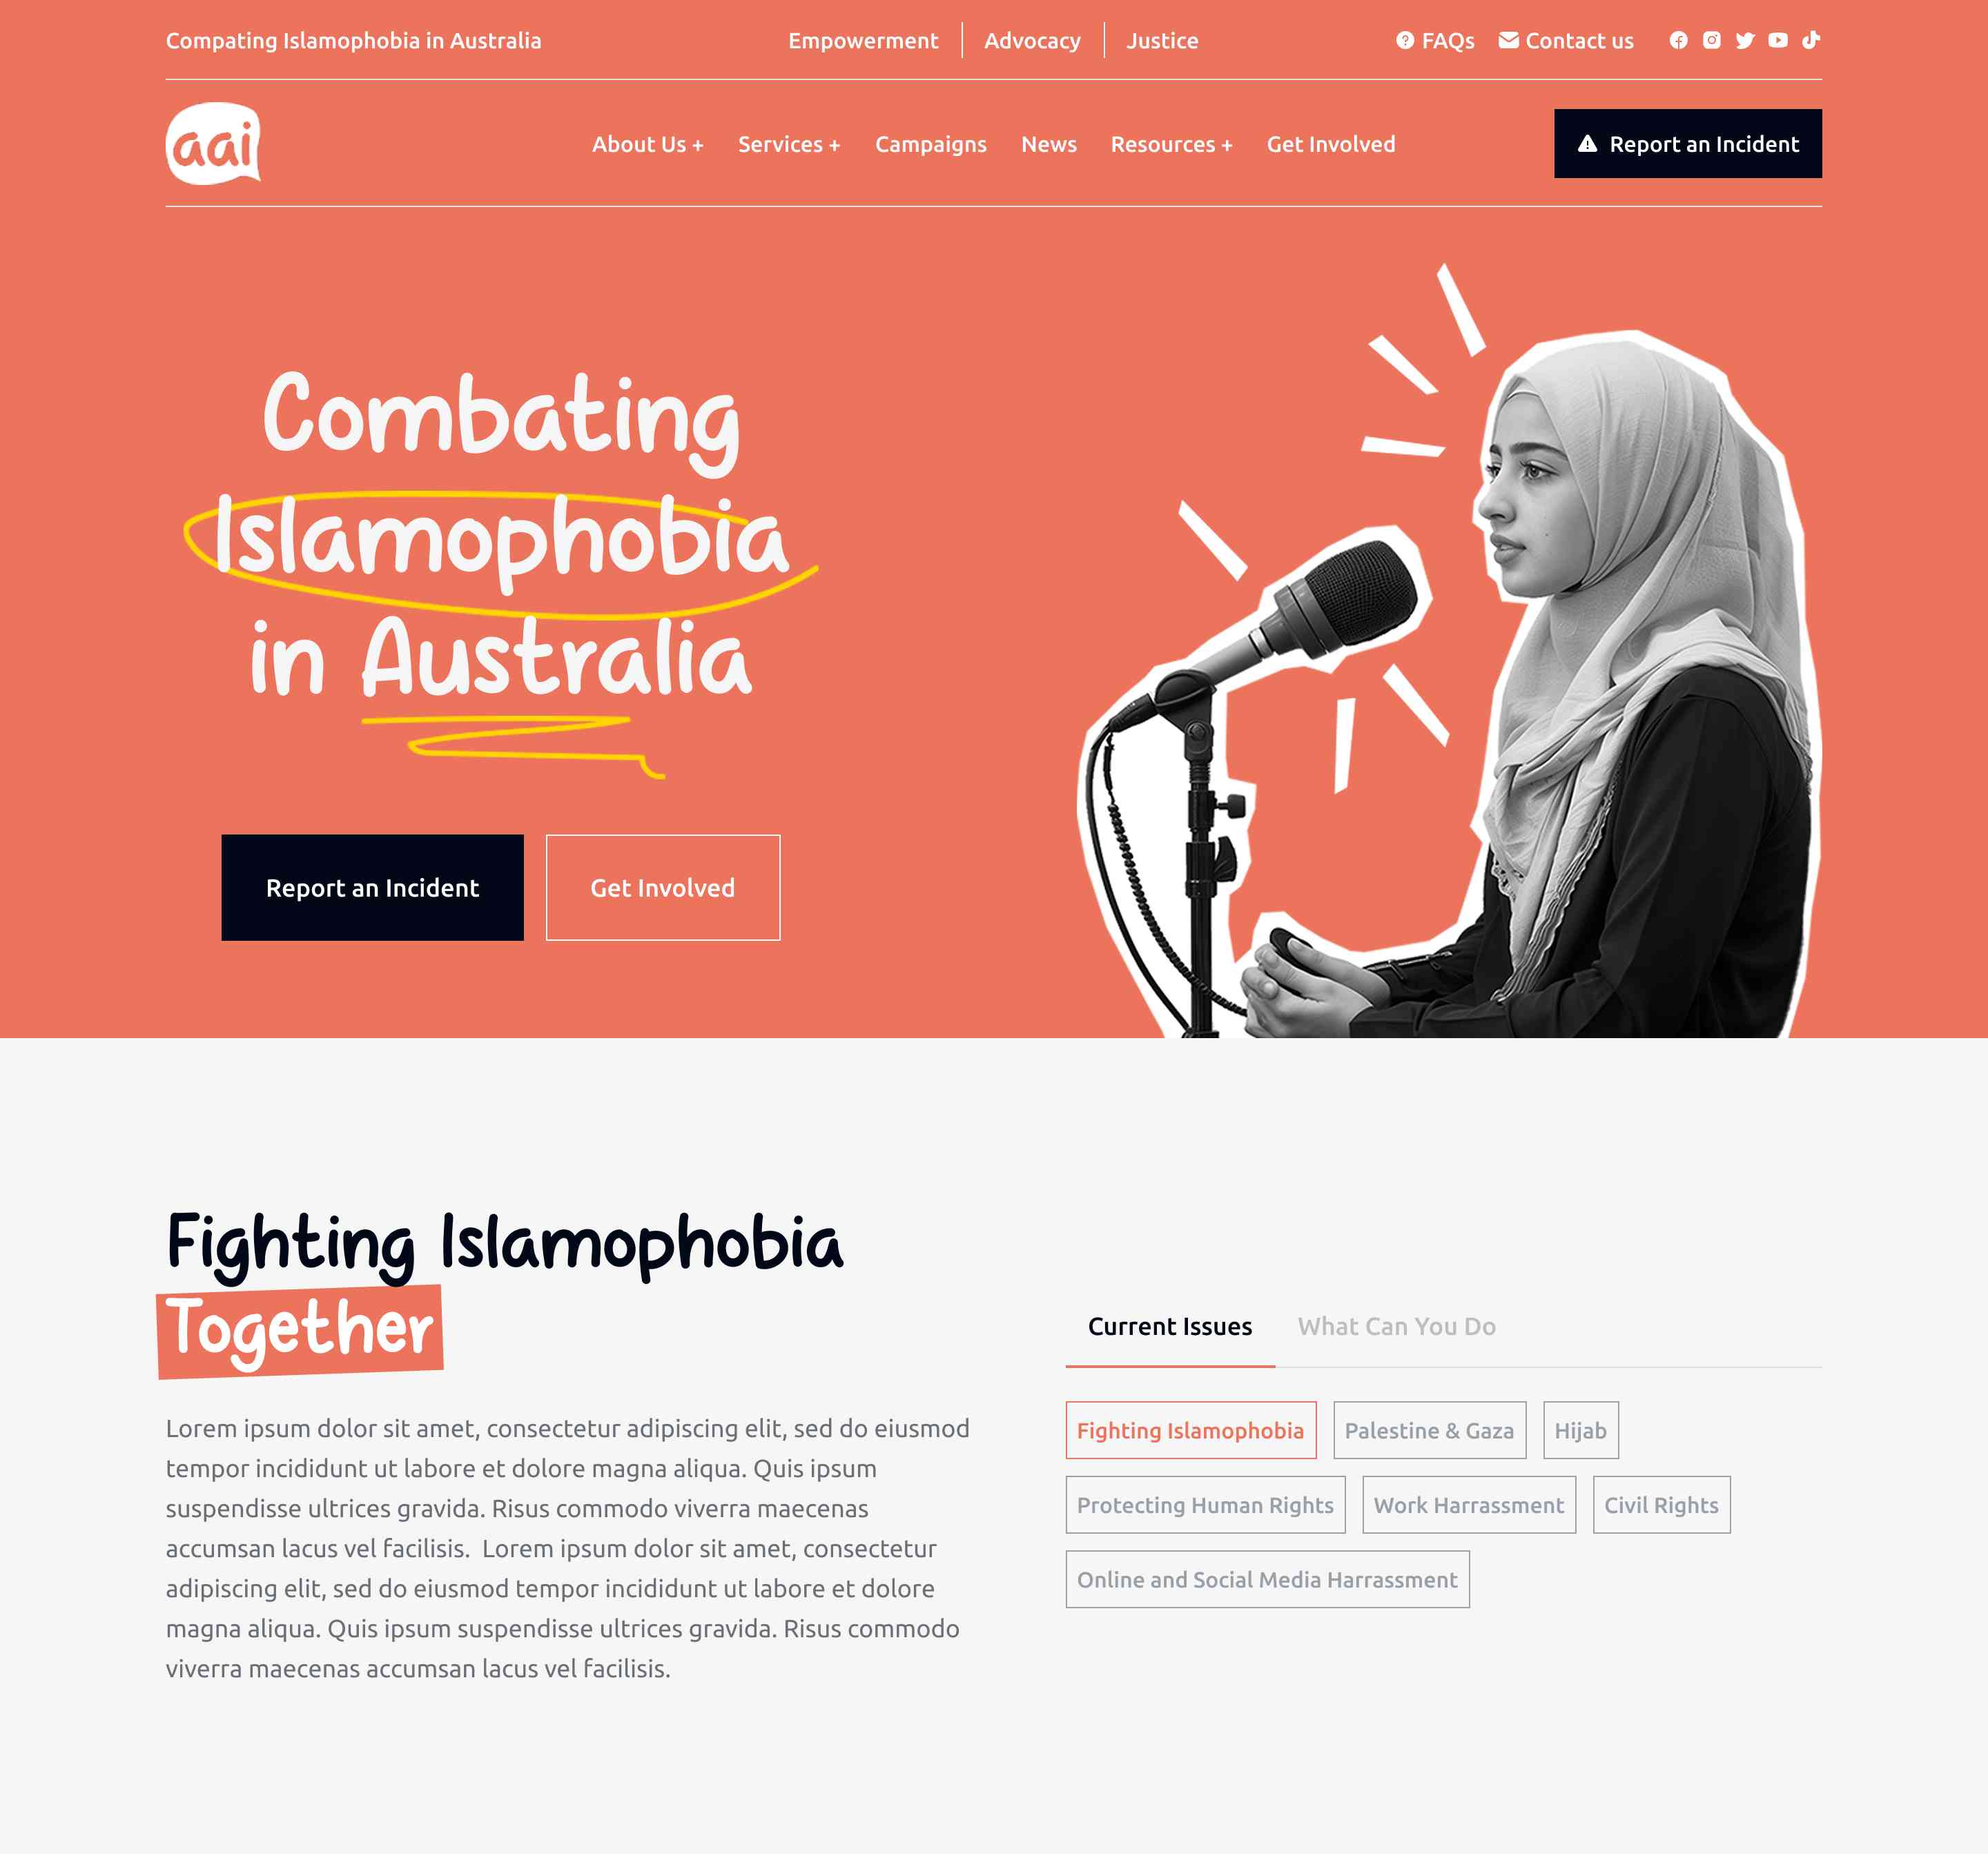 Compating Islamophobia in Australia
Empowerment
Advocacy
Justice
FAQs
Contact us
aai
About Us +
Services +
Campaigns
News
Resources +
Get Involved
Report an Incident
Combating
Islamophobia
in Australia
Report an Incident
Get Involved
Fighting Islamophobia
Together
Lorem ipsum dolor sit amet, consectetur adipiscing elit, sed do eiusmod
tempor incididunt ut labore et dolore magna aliqua. Quis ipsum
suspendisse ultrices gravida. Risus commodo viverra maecenas
accumsan lacus vel facilisis.  Lorem ipsum dolor sit amet, consectetur
adipiscing elit, sed do eiusmod tempor incididunt ut labore et dolore
magna aliqua. Quis ipsum suspendisse ultrices gravida. Risus commodo
viverra maecenas accumsan lacus vel facilisis.
Current Issues
What Can You Do
Fighting Islamophobia
Palestine & Gaza
Hijab
Protecting Human Rights
Work Harrassment
Civil Rights
Online and Social Media Harrassment